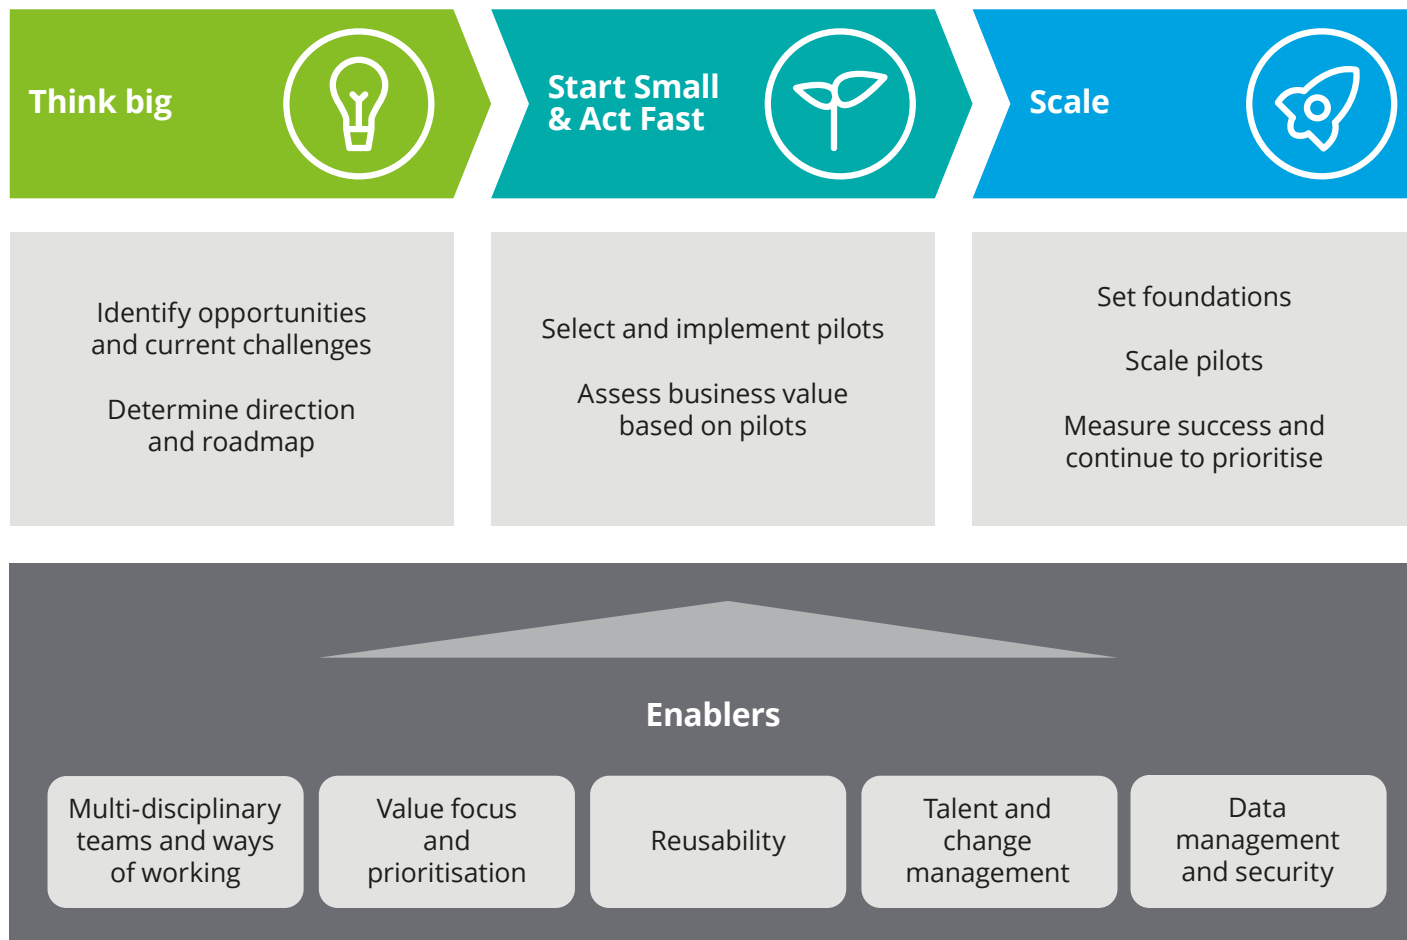 Think big
Start Small
& Act Fast
Scale
Identify opportunities
and current challenges
Determine direction
and roadmap
Select and implement pilots
Assess business value
based on pilots
Set foundations
Scale pilots
Measure success and
continue to prioritise
Enablers
Multi-disciplinary
teams and ways
of working
Value focus
and
prioritisation
Reusability
Talent and
change
management
Data
management
and security